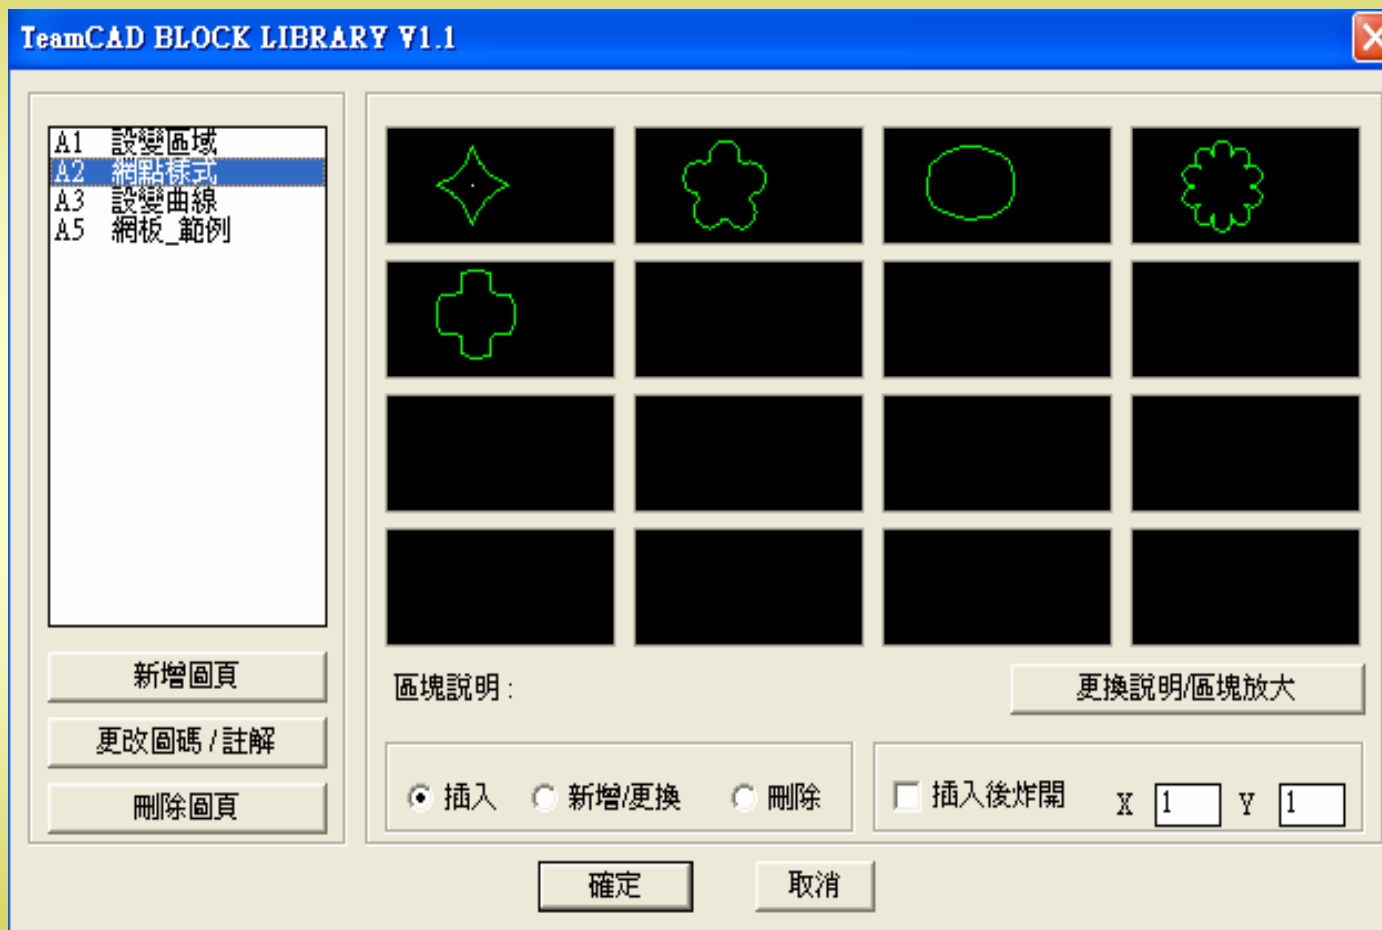 TeamCAD BLOCK LIBRARY V1.1
A1 設變區域
A2 網點樣式
A3 設變曲線
A5 網板_範例
新增圖頁
更改圖碼 / 註解
刪除圖頁
區塊說明 :
更換說明/區塊放大
插入 新增/更換 刪除
插入後炸開 X 1 Y 1
確定 取消